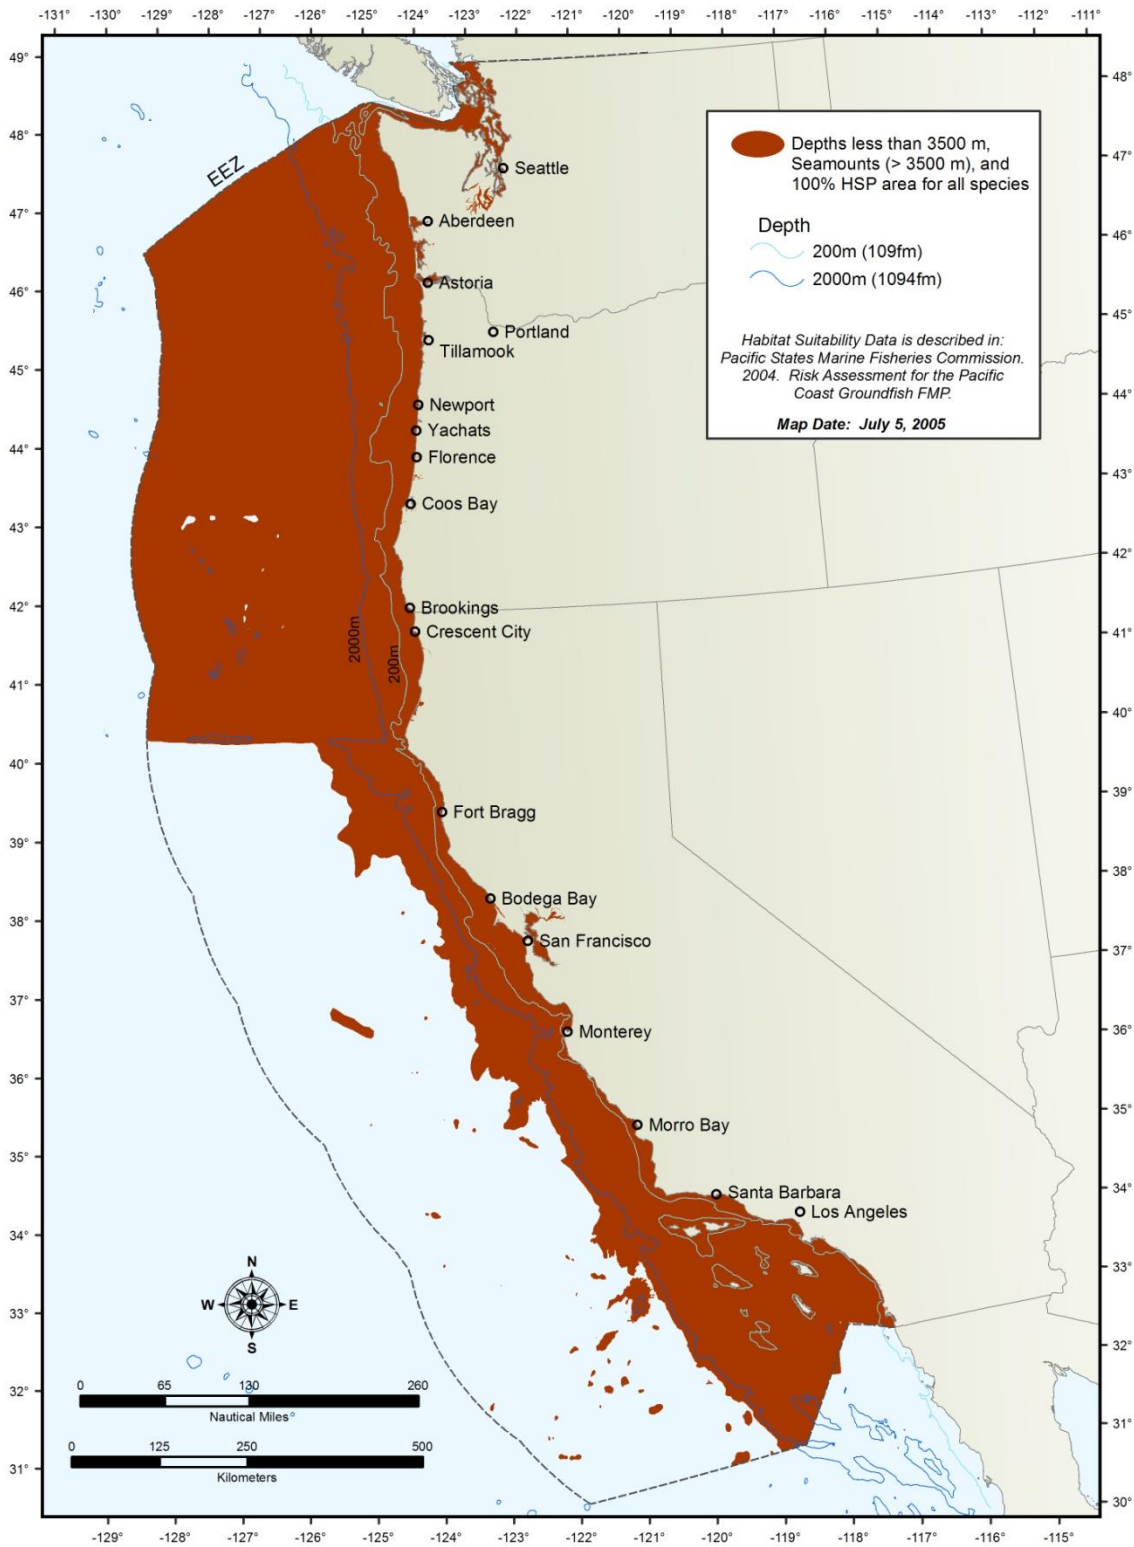 -131° -130° -129° -128° -127° -126° -125° -124° -123° -122° -121° -120° -119° -118° -117° -116° -115° -114° -113° -112° -111°
49°
48°
47°
46°
45°
44°
43°
42°
41°
40°
39°
38°
37°
36°
35°
34°
33°
32°
31°
EEZ
Seattle
Aberdeen
Astoria
Portland
Tillamook
Newport
Yachats
Florence
Coos Bay
Brookings
Crescent City
2000m
200m
Fort Bragg
Bodega Bay
San Francisco
Monterey
Morro Bay
Santa Barbara
Los Angeles
Depths less than 3500 m,
Seamounts (> 3500 m), and
100% HSP area for all species
Depth
200m (109fm)
2000m (1094fm)
Habitat Suitability Data is described in:
Pacific States Marine Fisheries Commission.
2004. Risk Assessment for the Pacific
Coast Groundfish FMP.
Map Date: July 5, 2005
N
W E
S
0 65 130 260
Nautical Miles
0 125 250 500
Kilometers
48°
47°
46°
45°
44°
43°
42°
41°
40°
39°
38°
37°
36°
35°
34°
33°
32°
31°
30°
-129° -128° -127° -126° -125° -124° -123° -122° -121° -120° -119° -118° -117° -116° -115°